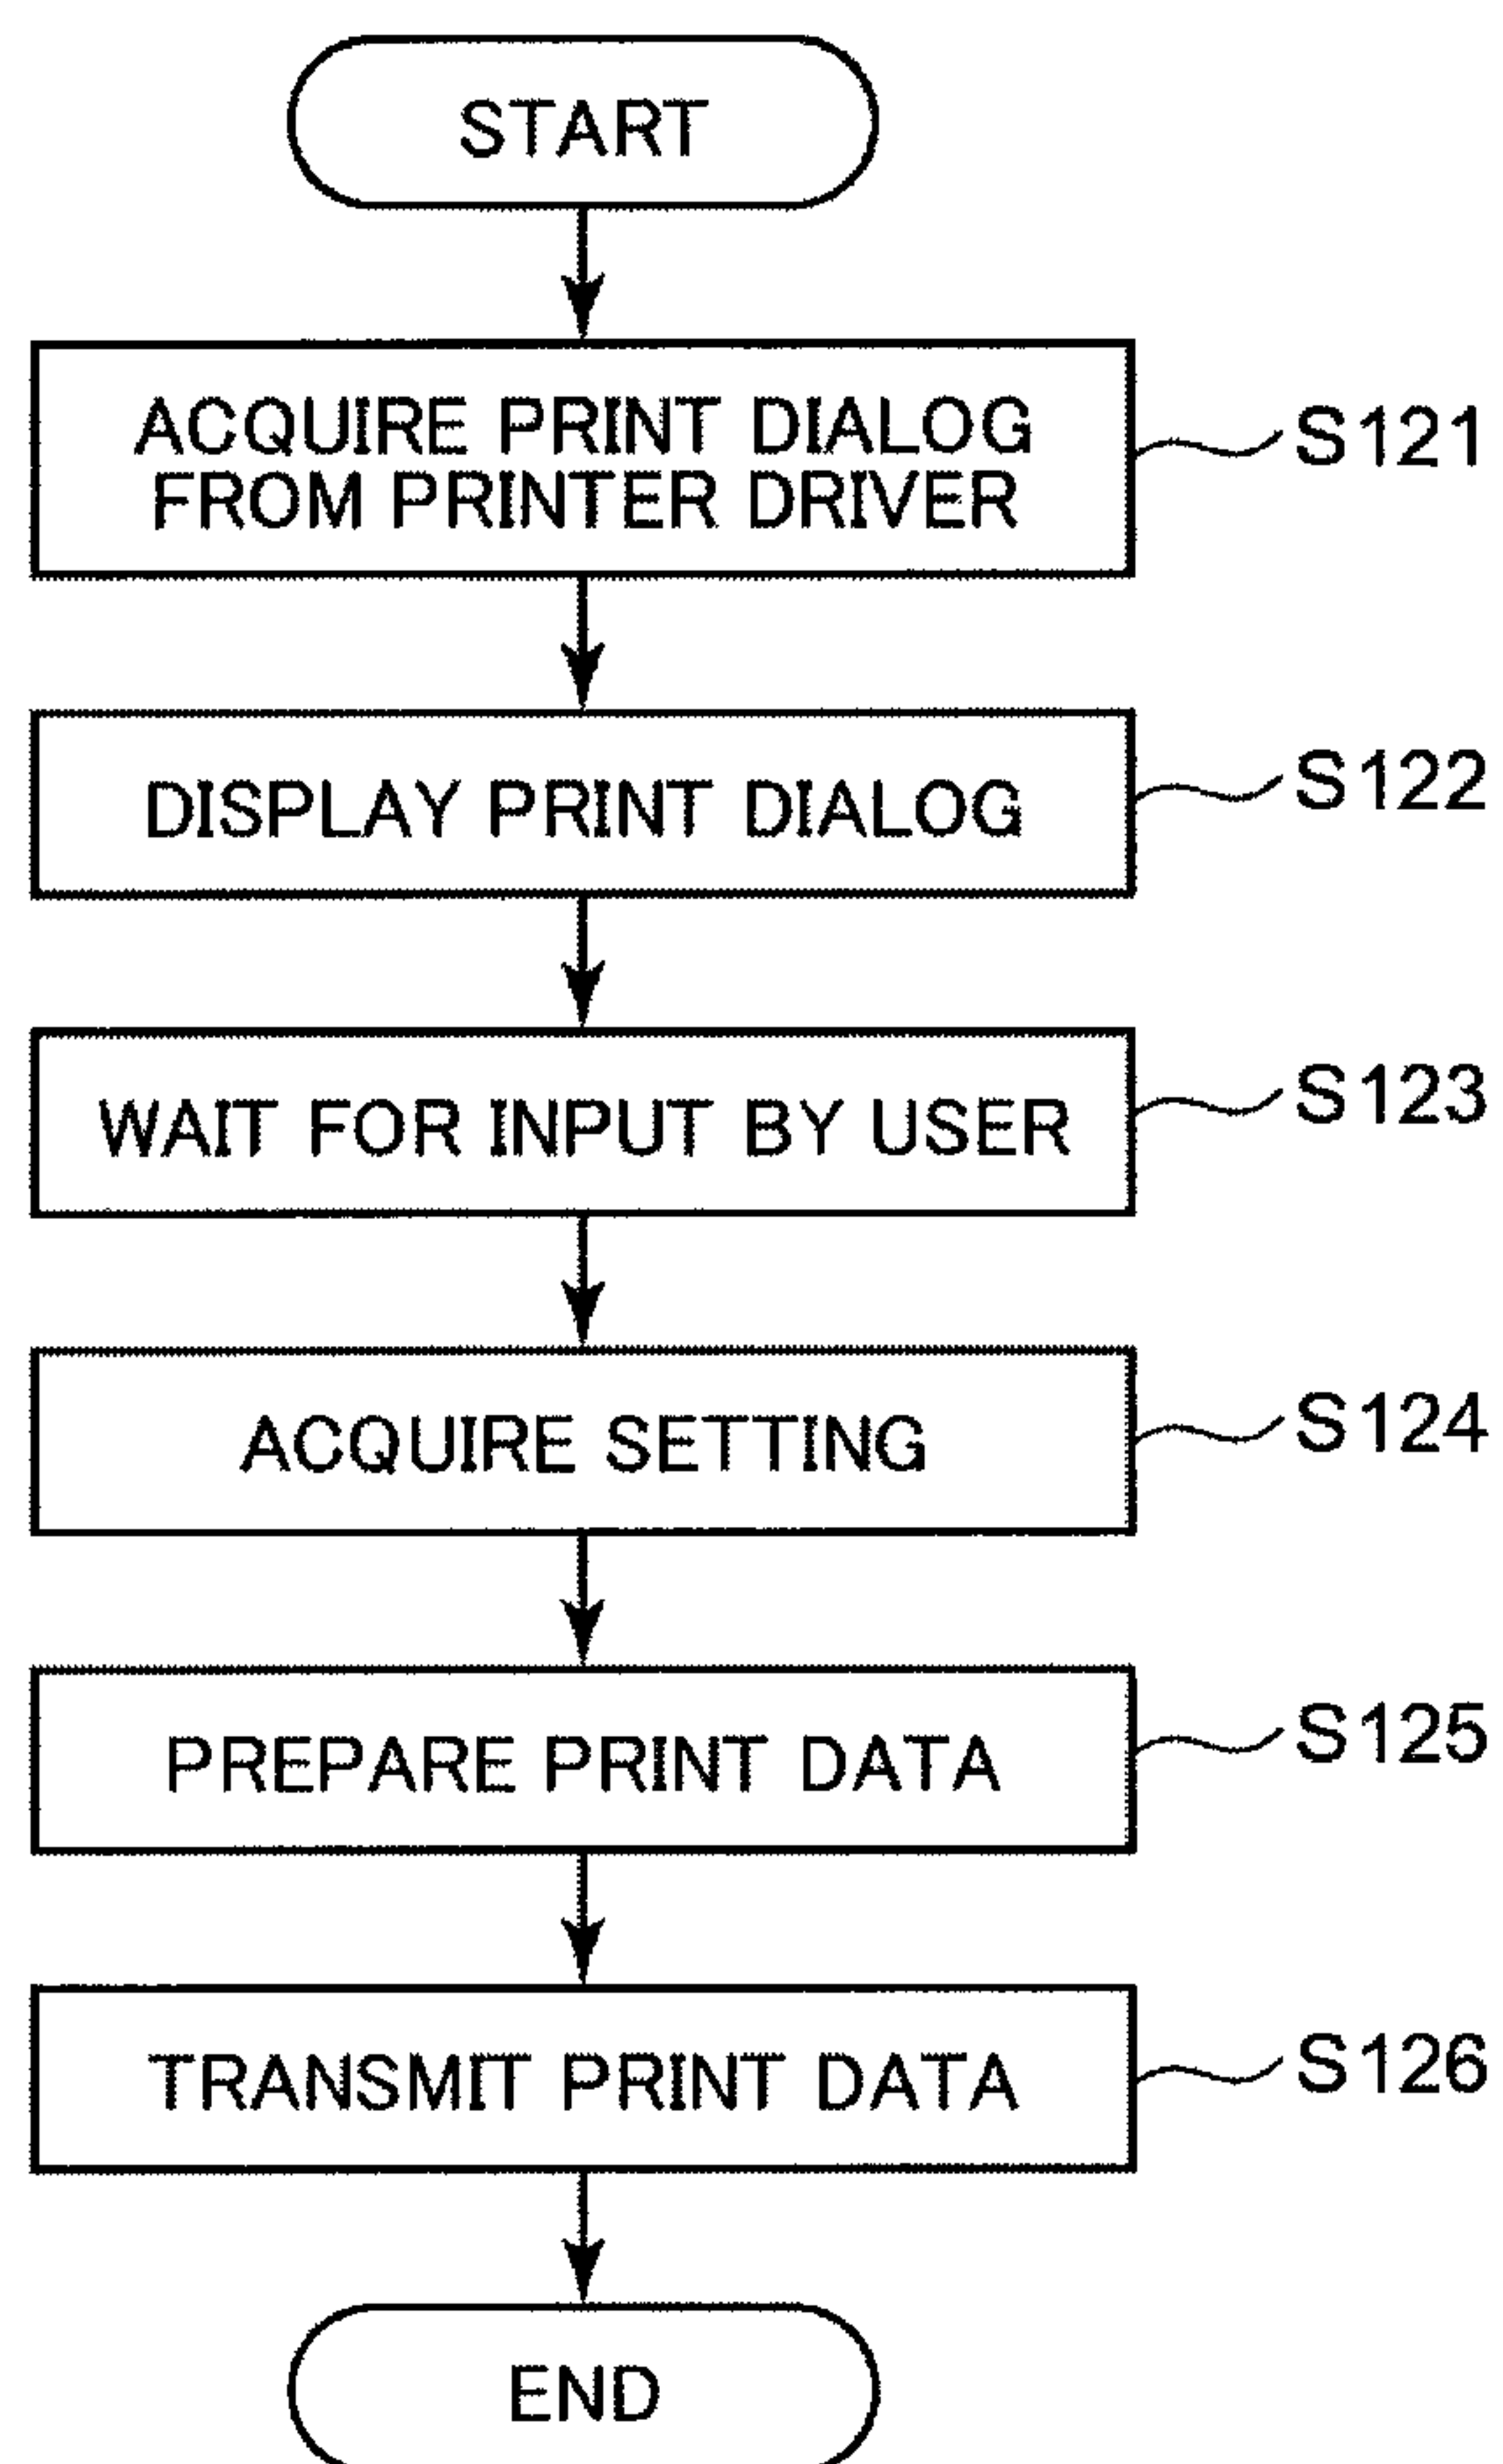 START
ACQUIRE PRINT DIALOG
FROM PRINTER DRIVER
S121
DISPLAY PRINT DIALOG
S122
WAIT FOR INPUT BY USER
S123
ACQUIRE SETTING
S124
PREPARE PRINT DATA
S125
TRANSMIT PRINT DATA
S126
END